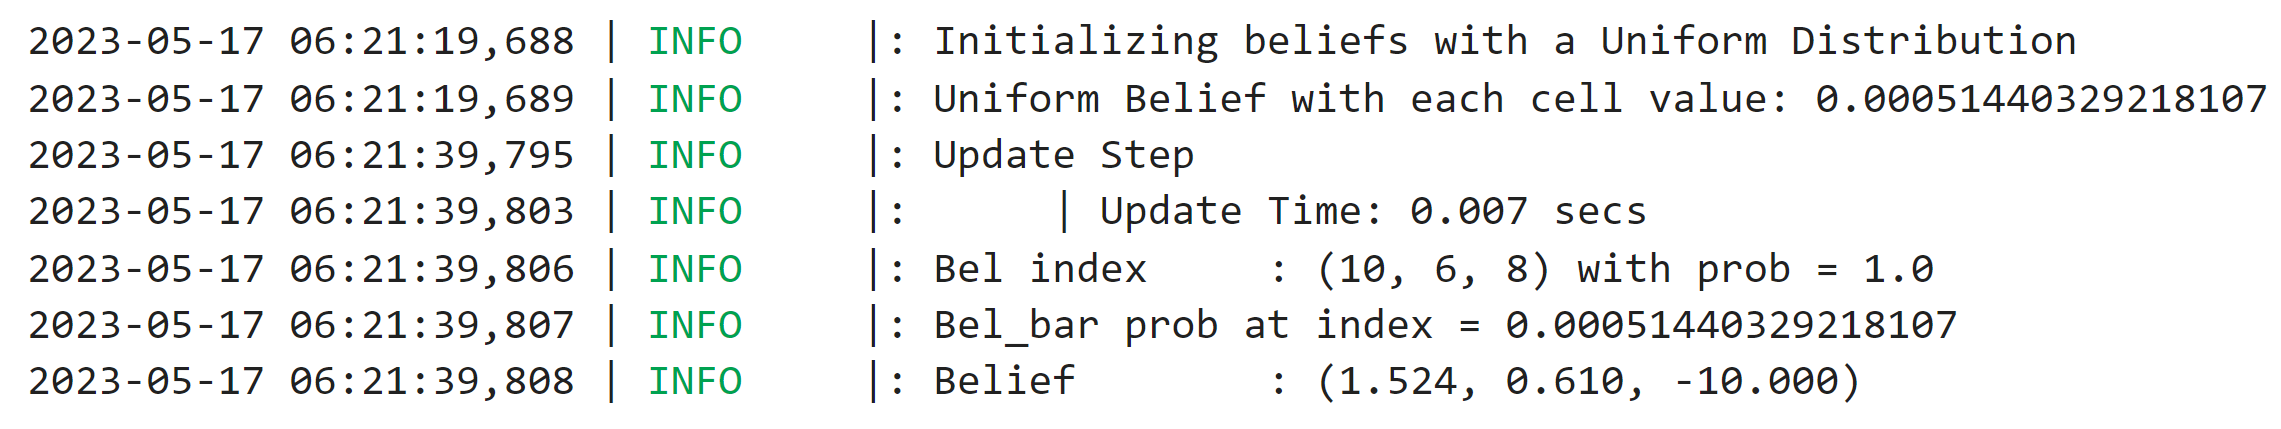 2023-05-17 06:21:19,688 | INFO     |: Initializing beliefs with a Uniform Distribution
2023-05-17 06:21:19,689 | INFO     |: Uniform Belief with each cell value: 0.00051440329218107
2023-05-17 06:21:39,795 | INFO     |: Update Step
2023-05-17 06:21:39,803 | INFO     |:      | Update Time: 0.007 secs
2023-05-17 06:21:39,806 | INFO     |: Bel index     : (10, 6, 8) with prob = 1.0
2023-05-17 06:21:39,807 | INFO     |: Bel_bar prob at index = 0.00051440329218107
2023-05-17 06:21:39,808 | INFO     |: Belief        : (1.524, 0.610, -10.000)